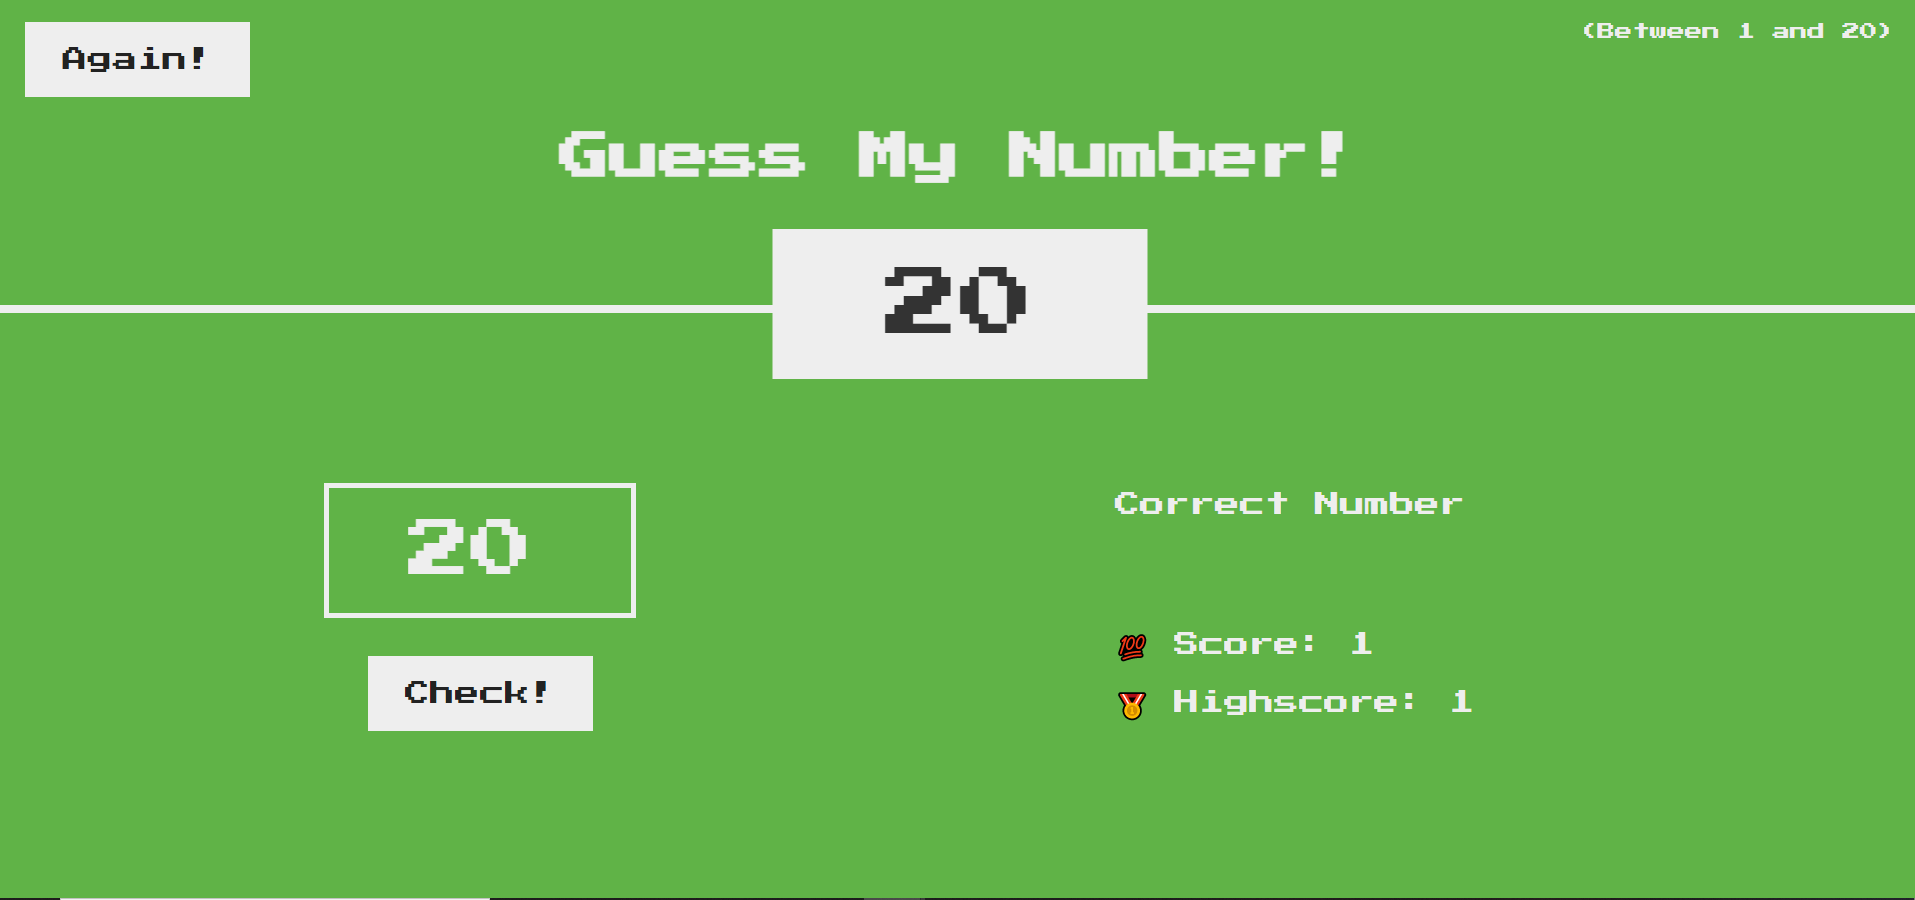 Again!
(Between 1 and 20)
Guess My Number!
20
20
Check!
Correct Number
💯 Score: 1
🥇 Highscore: 1